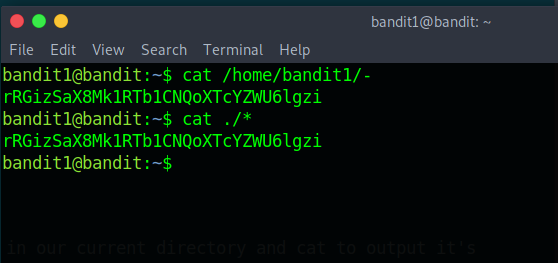 bandit1@bandit: ~
File Edit View Search Terminal Help
bandit1@bandit:~$ cat /home/bandit1/-
rRGizSaX8Mk1RTb1CNQoXTcYZWU6lgzi
bandit1@bandit:~$ cat ./*
rRGizSaX8Mk1RTb1CNQoXTcYZWU6lgzi
bandit1@bandit:~$
in our current directory and cat to output it's